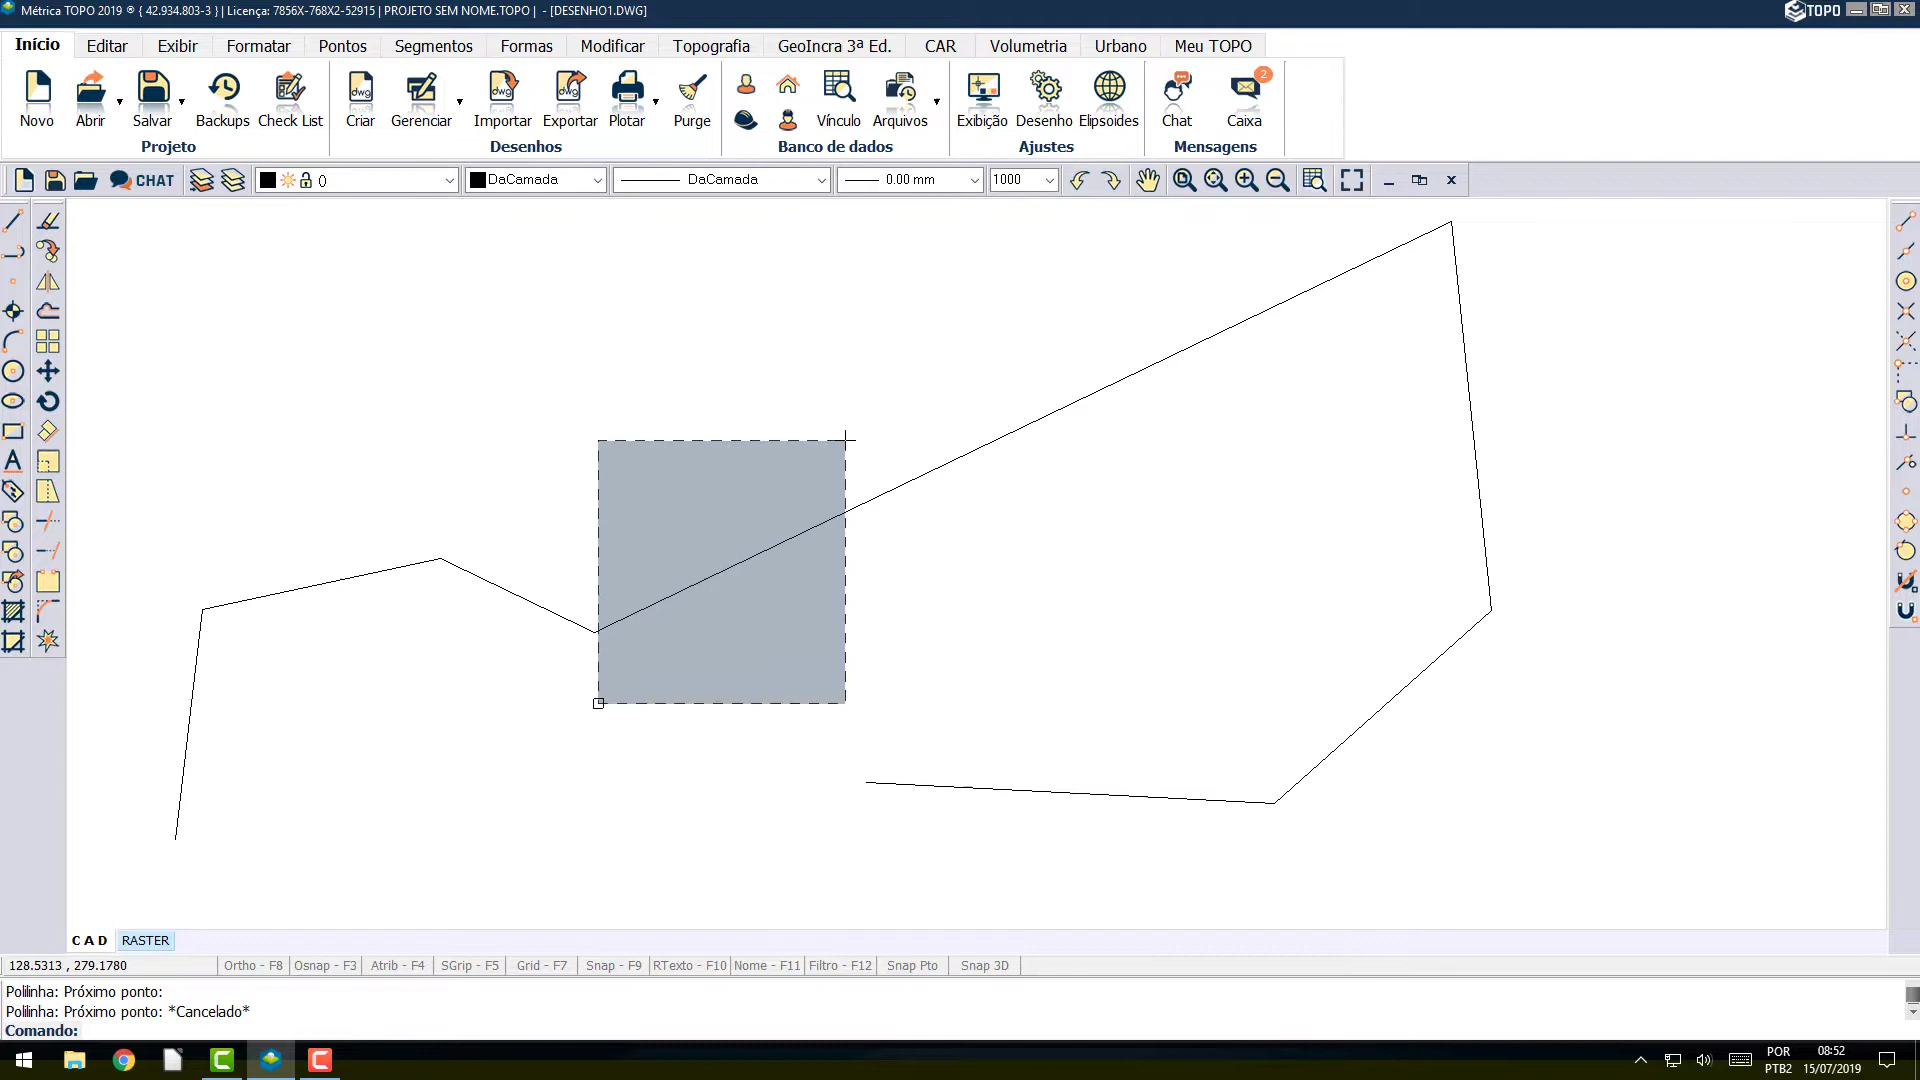 Métrica TOPO 2019 ® { 42.934.803-3 } | Licença: 7856X-768X2-52915 | PROJETO SEM NOME.TOPO | - [DESENHO1.DWG]
TOPO
Início Editar Exibir Formatar Pontos Segmentos Formas Modificar Topografia GeoIncra 3ª Ed. CAR Volumetria Urbano Meu TOPO
dwg dwg dwg 2
Novo Abrir Salvar Backups Check List Criar Gerenciar Importar Exportar Plotar Purge Vínculo Arquivos Exibição Desenho Elipsoides Chat Caixa
Projeto Desenhos Banco de dados Ajustes Mensagens
CHAT 0 DaCamada DaCamada 0.00 mm 1000
A
CAD RASTER
128.5313 , 279.1780 Ortho - F8 Osnap - F3 Atrib - F4 SGrip - F5 Grid - F7 Snap - F9 RTexto - F10 Nome - F11 Filtro - F12 Snap Pto Snap 3D
Polilinha: Próximo ponto:
Polilinha: Próximo ponto: *Cancelado*
Comando:
POR 08:52
PTB2 15/07/2019